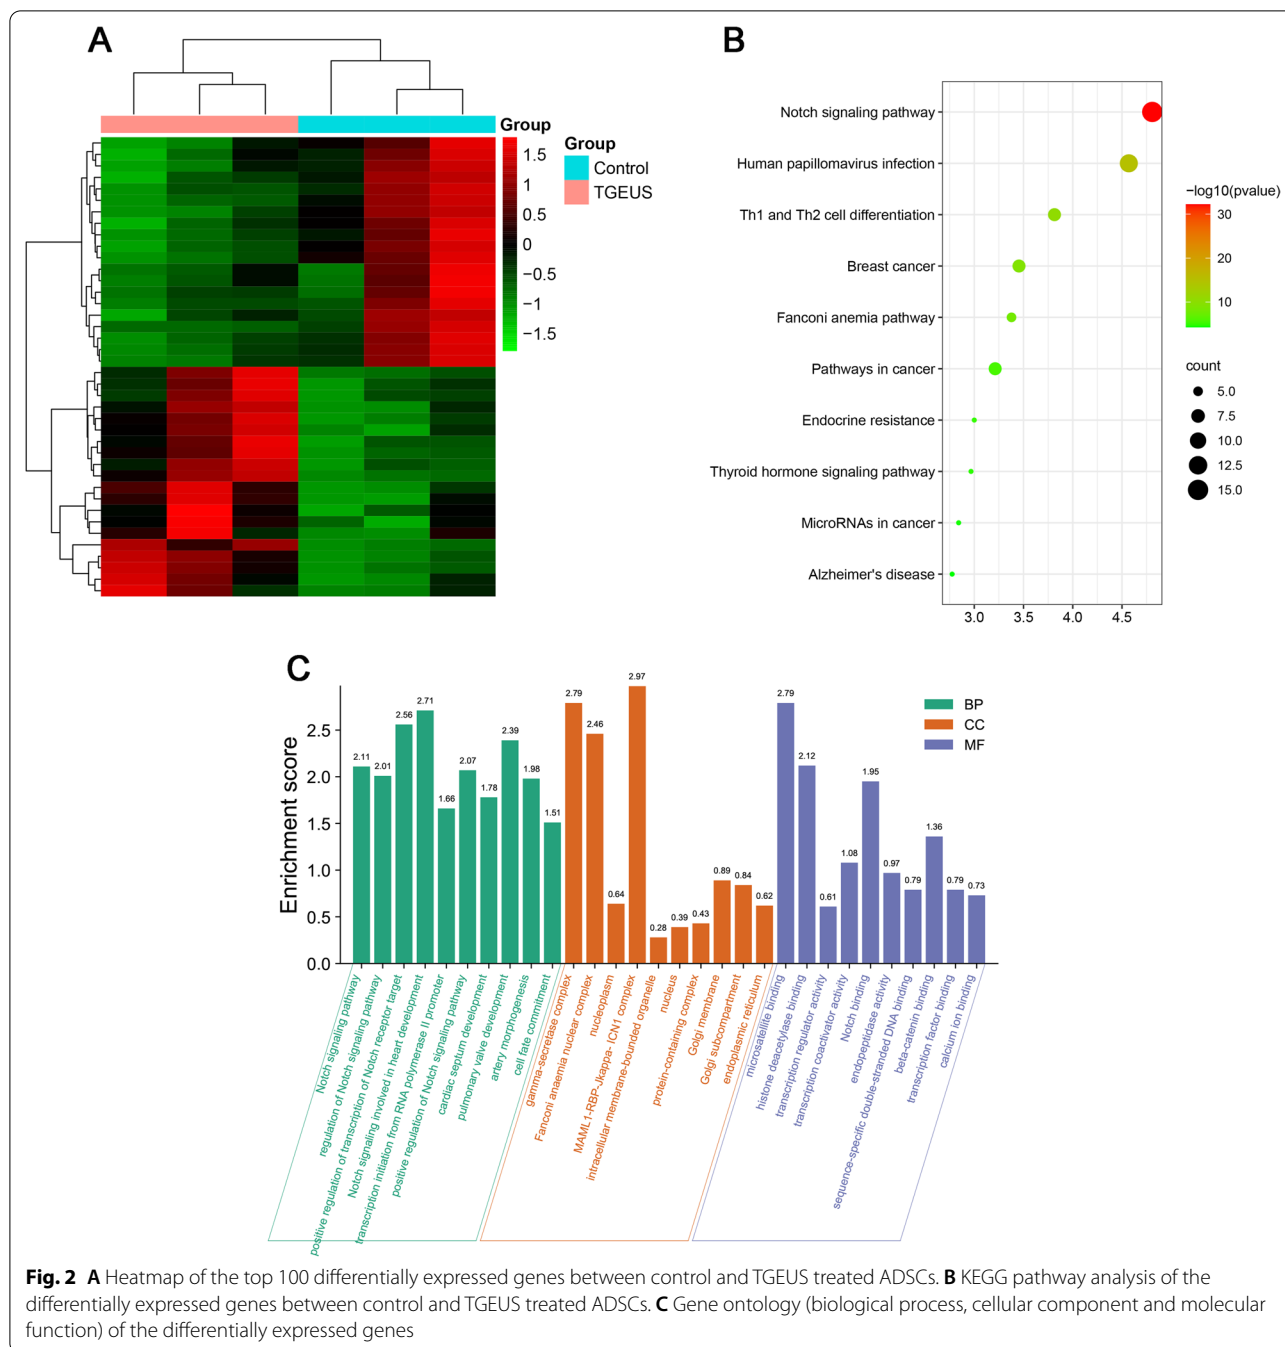 A
Group
1.5
1
0.5
0
−0.5
−1
−1.5
Group
Control
TGEUS
B
Notch signaling pathway
Human papillomavirus infection
Th1 and Th2 cell differentiation
Breast cancer
Fanconi anemia pathway
Pathways in cancer
Endocrine resistance
Thyroid hormone signaling pathway
MicroRNAs in cancer
Alzheimer's disease
3.0 3.5 4.0 4.5
−log10(pvalue)
30
20
10
count
5.0
7.5
10.0
12.5
15.0
C
Enrichment score
2.5
2.0
1.5
1.0
0.5
0.0
2.11
2.01
2.56
2.71
1.66
2.07
1.78
2.39
1.98
1.51
2.79
2.46
0.64
2.97
0.28
0.39
0.43
0.89
0.84
0.62
2.79
2.12
0.61
1.08
1.95
0.97
0.79
1.36
0.79
0.73
BP
CC
MF
Notch signaling pathway
regulation of Notch signaling pathway
positive regulation of transcription of Notch receptor target
Notch signaling involved in heart development
transcription initiation from RNA polymerase II promoter
positive regulation of Notch signaling pathway
cardiac septum development
pulmonary valve development
artery morphogenesis
cell fate commitment
gamma-secretase complex
Fanconi anaemia nuclear complex
nucleoplasm
MAML1-RBP-Jkappa- ICN1 complex
intracellular membrane-bounded organelle
nucleus
protein-containing complex
Golgi membrane
Golgi subcompartment
endoplasmic reticulum
microsatellite binding
histone deacetylase binding
transcription regulator activity
transcription coactivator activity
Notch binding
endopeptidase activity
sequence-specific double-stranded DNA binding
beta-catenin binding
transcription factor binding
calcium ion binding
Fig. 2 A Heatmap of the top 100 differentially expressed genes between control and TGEUS treated ADSCs. B KEGG pathway analysis of the
differentially expressed genes between control and TGEUS treated ADSCs. C Gene ontology (biological process, cellular component and molecular
function) of the differentially expressed genes